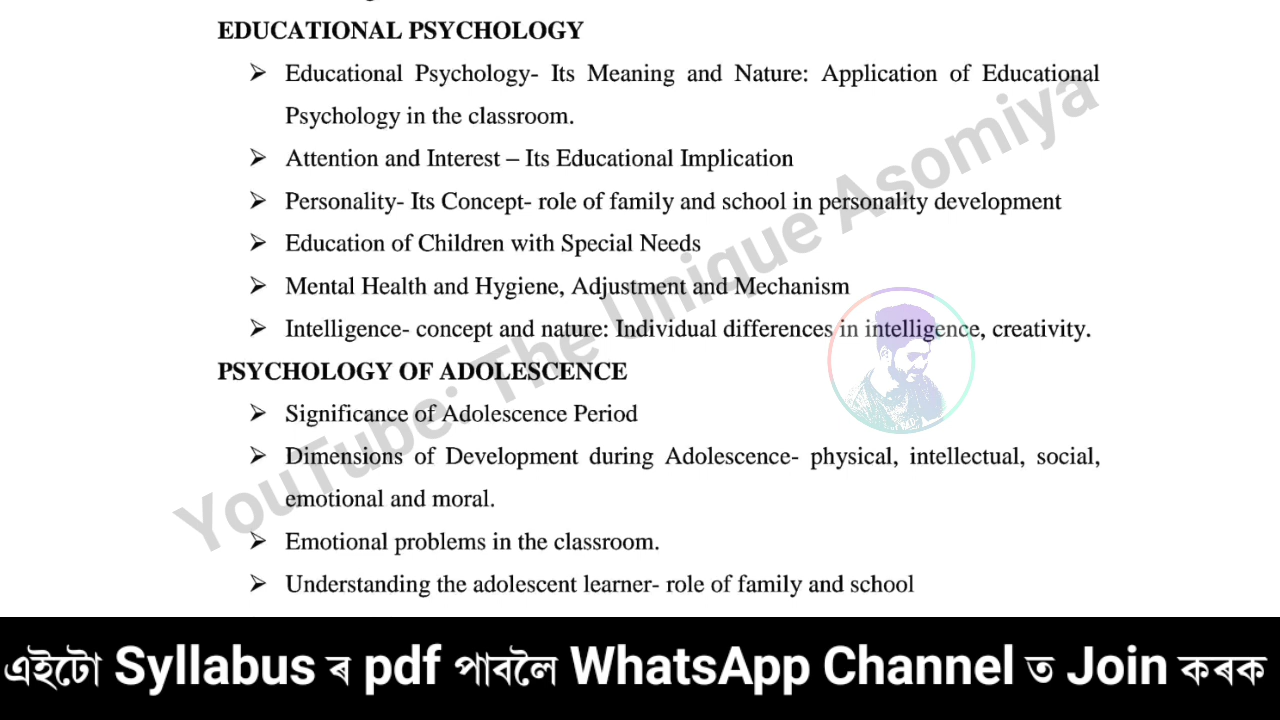 EDUCATIONAL PSYCHOLOGY
➢ Educational Psychology- Its Meaning and Nature: Application of Educational
Psychology in the classroom.
➢ Attention and Interest – Its Educational Implication
➢ Personality- Its Concept- role of family and school in personality development
➢ Education of Children with Special Needs
➢ Mental Health and Hygiene, Adjustment and Mechanism
➢ Intelligence- concept and nature: Individual differences in intelligence, creativity.
PSYCHOLOGY OF ADOLESCENCE
➢ Significance of Adolescence Period
➢ Dimensions of Development during Adolescence- physical, intellectual, social,
emotional and moral.
➢ Emotional problems in the classroom.
➢ Understanding the adolescent learner- role of family and school
YouTube: The Unique Asomiya
এইটো Syllabus ৰ pdf পাবলৈ WhatsApp Channel ত Join কৰক